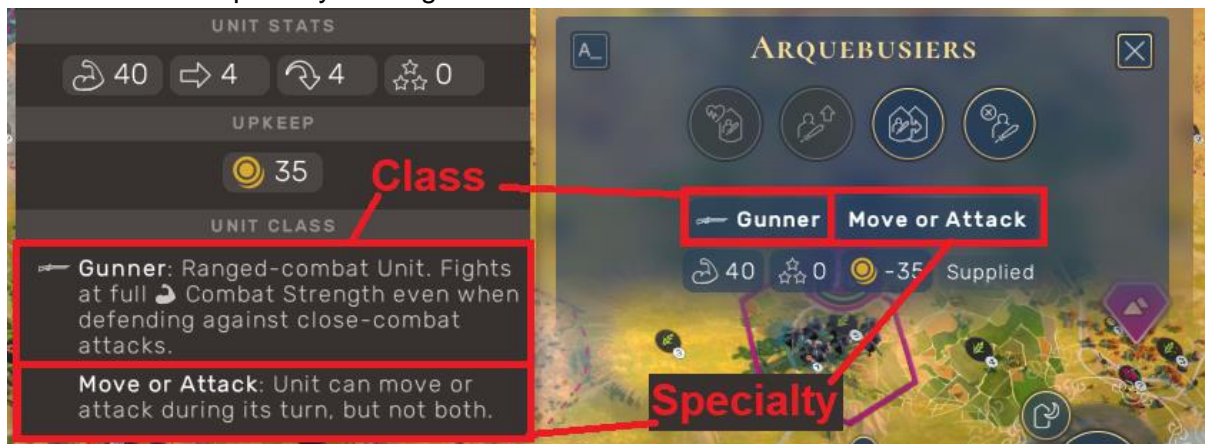 UNIT STATS
40 4 4 0
UPKEEP
35
Class
UNIT CLASS
Gunner: Ranged-combat Unit. Fights
at full Combat Strength even when
defending against close-combat
attacks.
Move or Attack: Unit can move or
attack during its turn, but not both.
A_
ARQUEBUSIERS
Gunner Move or Attack
40 0 -35 Supplied
Specialty